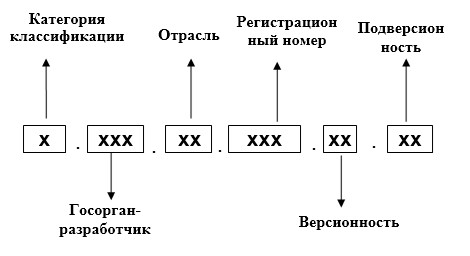 Категория
классификации
Отрасль
Регистрацион
ный номер
Подверсион
ность
x . xxx . xx . xxx . xx . xx
Госорган-
разработчик
Версионность